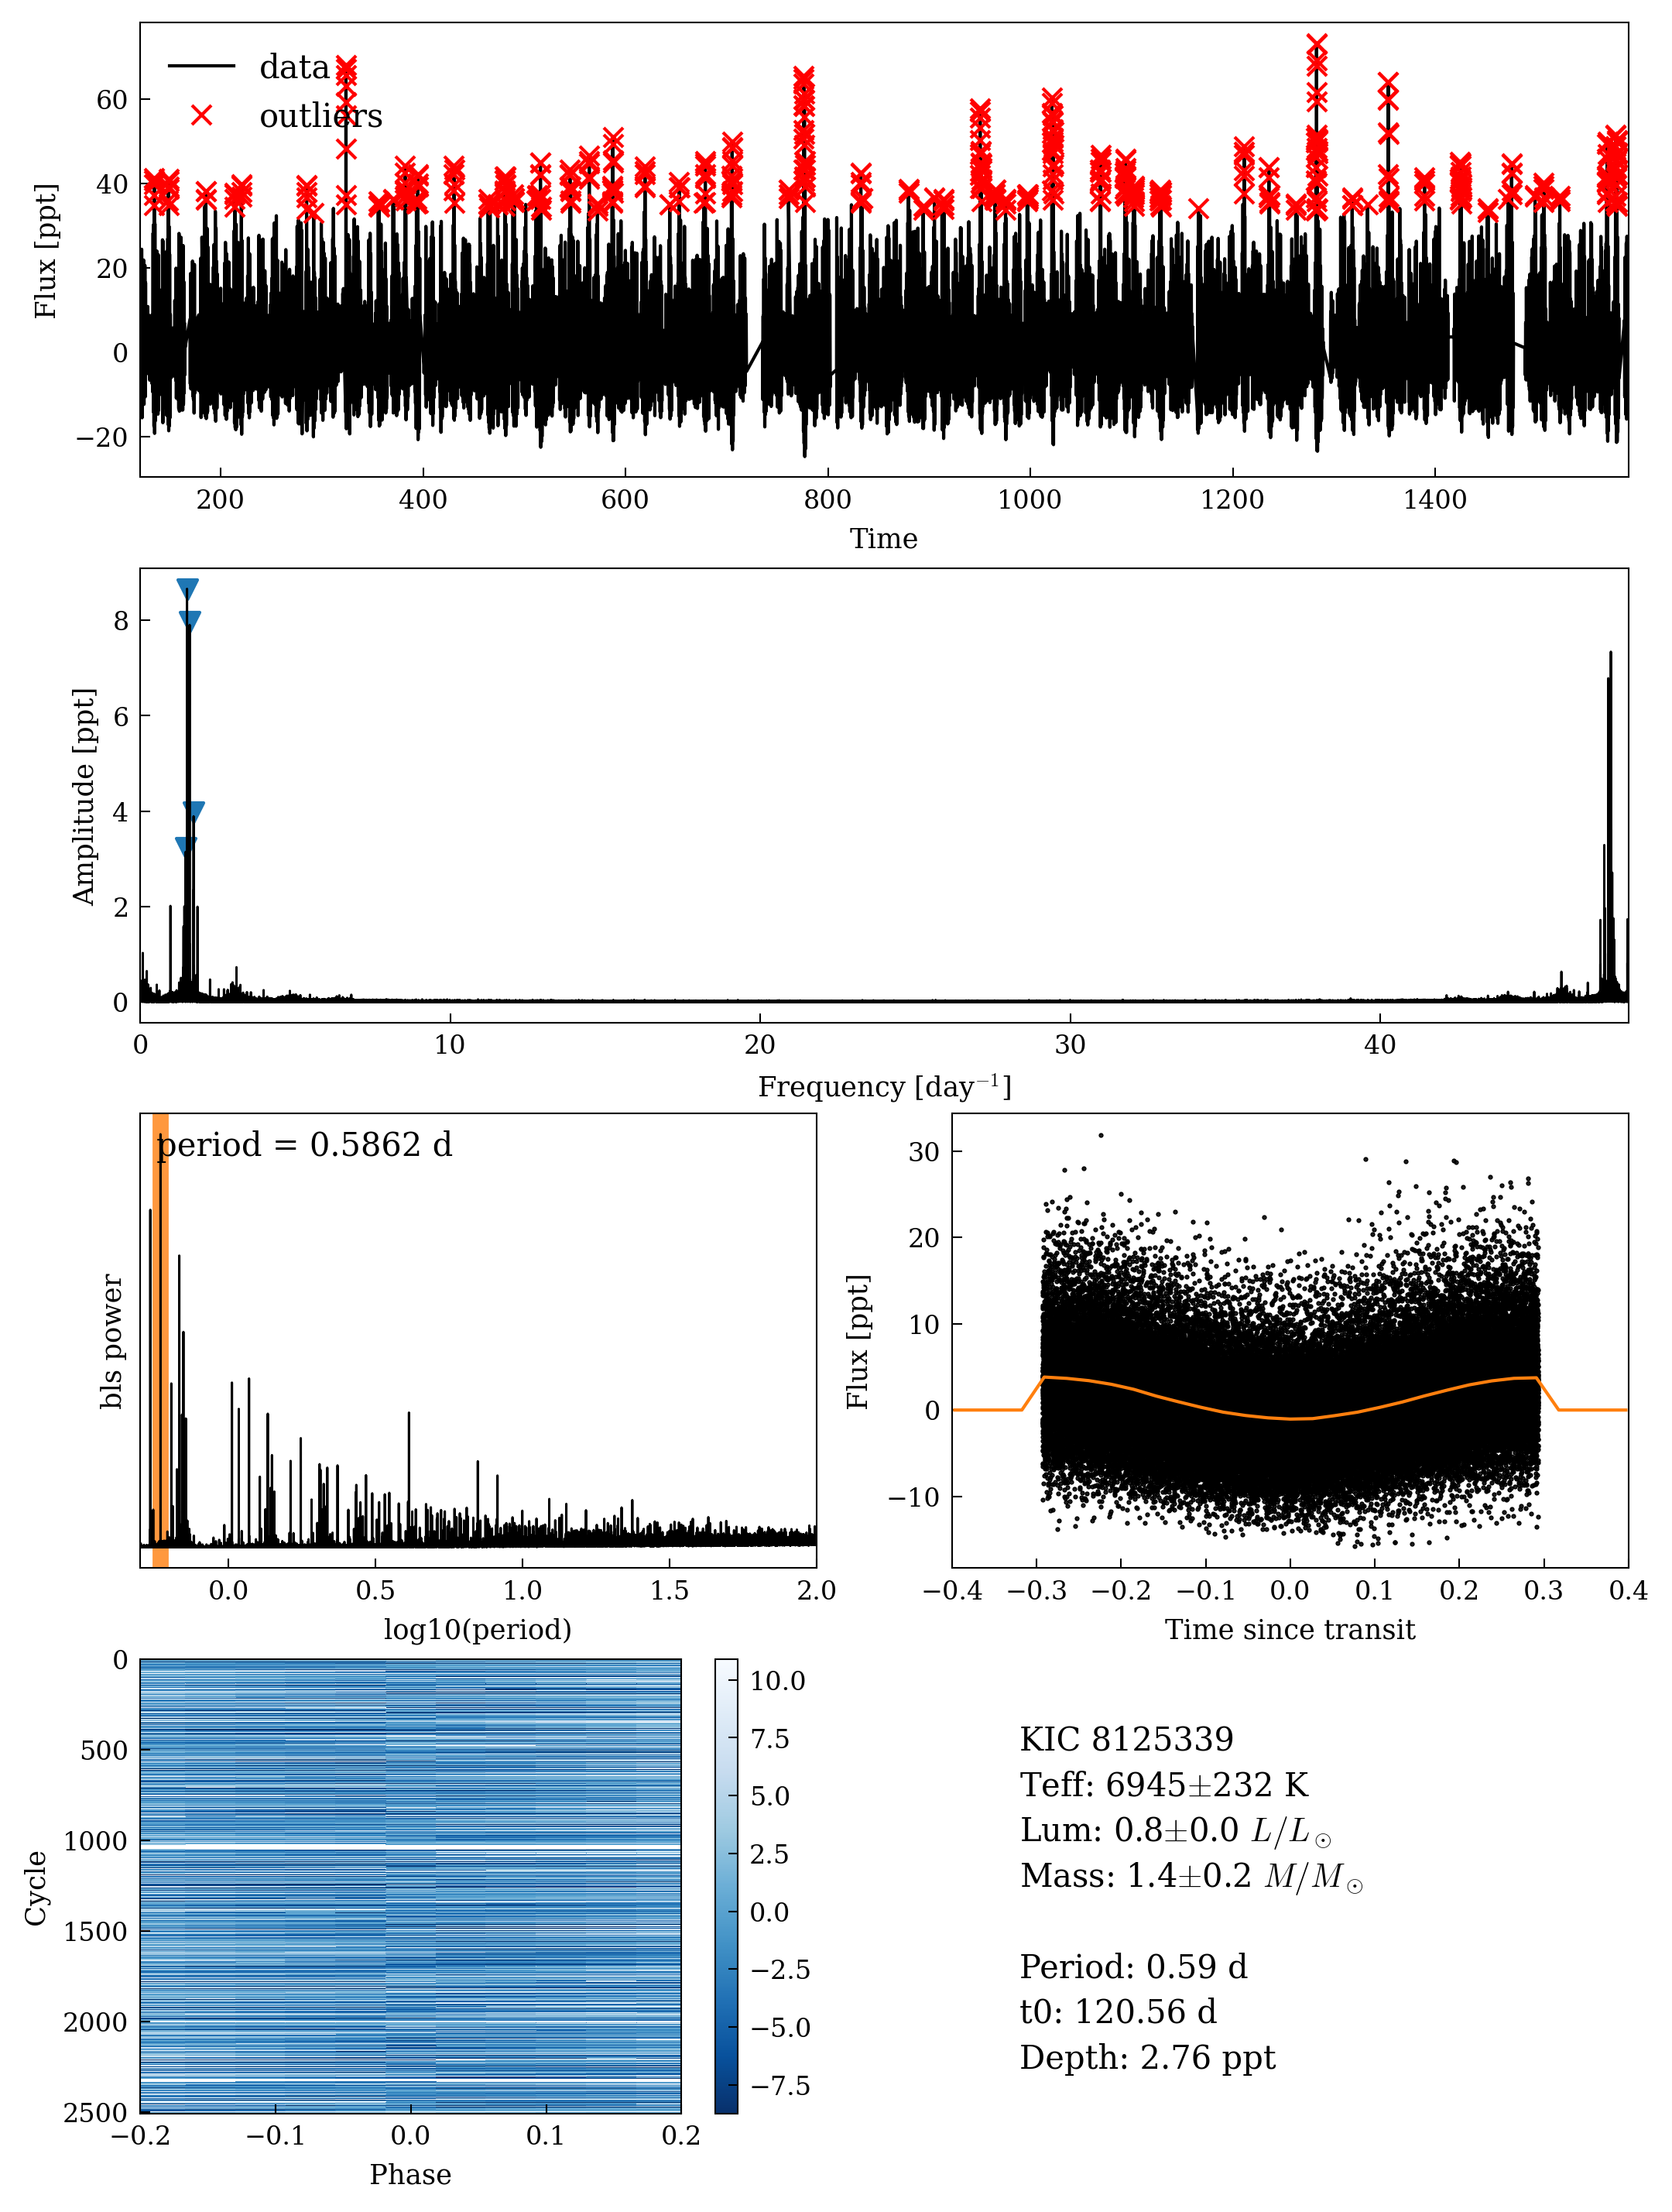 data
outliers
Flux [ppt]
60
40
20
0
−20
200 400 600 800 1000 1200 1400
Time
Amplitude [ppt]
8
6
4
2
0
0 10 20 30 40
Frequency [day⁻¹]
period = 0.5862 d
bls power
0.0 0.5 1.0 1.5 2.0
log10(period)
Flux [ppt]
30
20
10
0
−10
−0.4 −0.3 −0.2 −0.1 0.0 0.1 0.2 0.3 0.4
Time since transit
Cycle
0
500
1000
1500
2000
2500
−0.2 −0.1 0.0 0.1 0.2
Phase
10.0
7.5
5.0
2.5
0.0
−2.5
−5.0
−7.5
KIC 8125339
Teff: 6945±232 K
Lum: 0.8±0.0 L/L☉
Mass: 1.4±0.2 M/M☉
Period: 0.59 d
t0: 120.56 d
Depth: 2.76 ppt